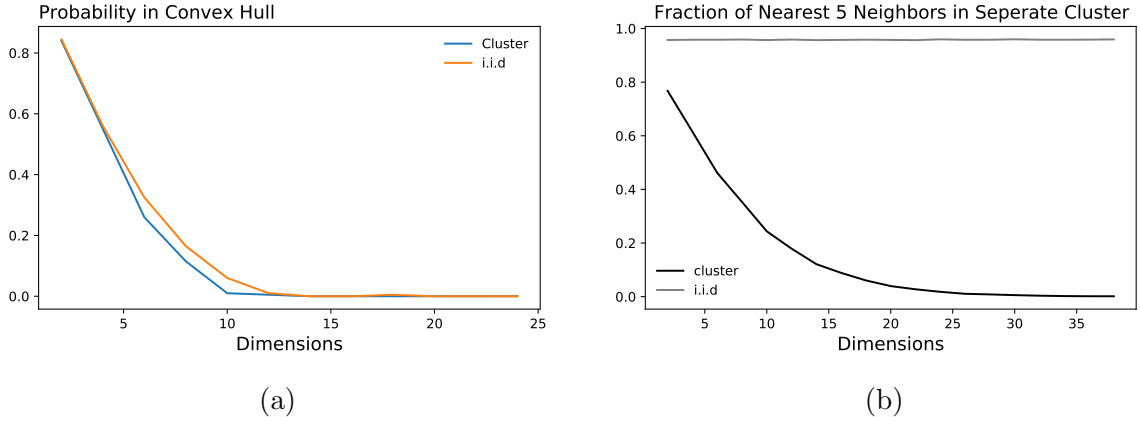 Probability in Convex Hull
0.8
0.6
0.4
0.2
0.0
5
10
15
20
25
Dimensions
Cluster
i.i.d
(a)
Fraction of Nearest 5 Neighbors in Seperate Cluster
1.0
0.8
0.6
0.4
0.2
0.0
cluster
i.i.d
5
10
15
20
25
30
35
Dimensions
(b)